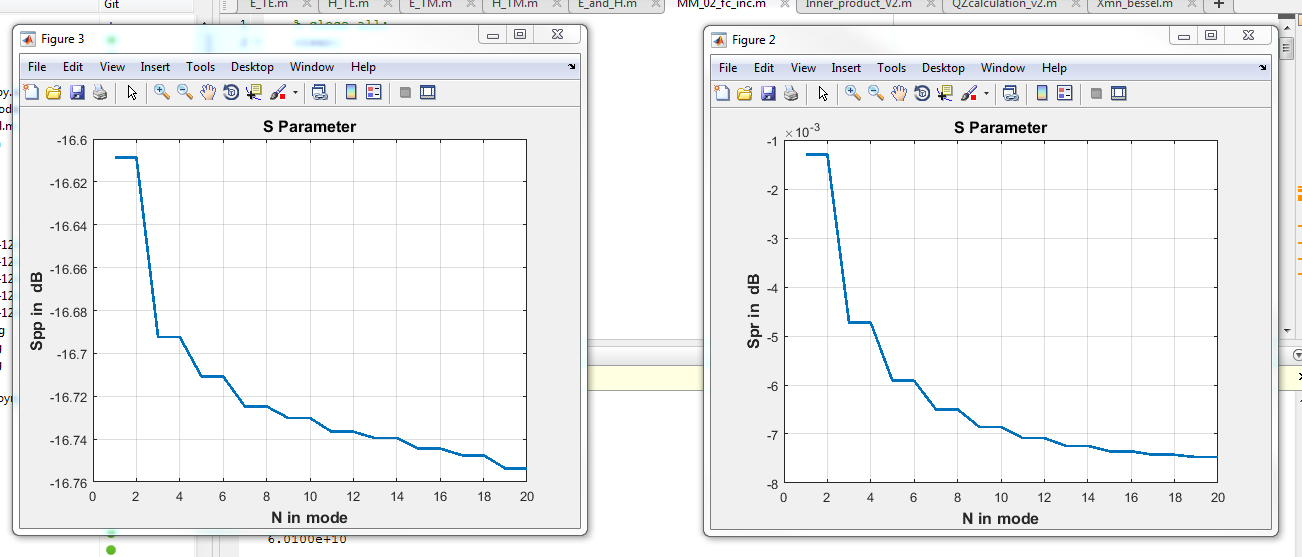 Git
E_TE.m H_TE.m E_TM.m H_TM.m E_and_H.m MM_02_fc_inc.m Inner_product_V2.m QZcalculation_v2.m Xmn_bessel.m +
1
Figure 3
File Edit View Insert Tools Desktop Window Help
S Parameter
-16.6
-16.62
-16.64
-16.66
-16.68
-16.7
-16.72
-16.74
-16.76
Spp in dB
0 2 4 6 8 10 12 14 16 18 20
N in mode
Figure 2
File Edit View Insert Tools Desktop Window Help
S Parameter
×10-3
-1
-2
-3
-4
-5
-6
-7
-8
Spr in dB
0 2 4 6 8 10 12 14 16 18 20
N in mode
6.0100e+10